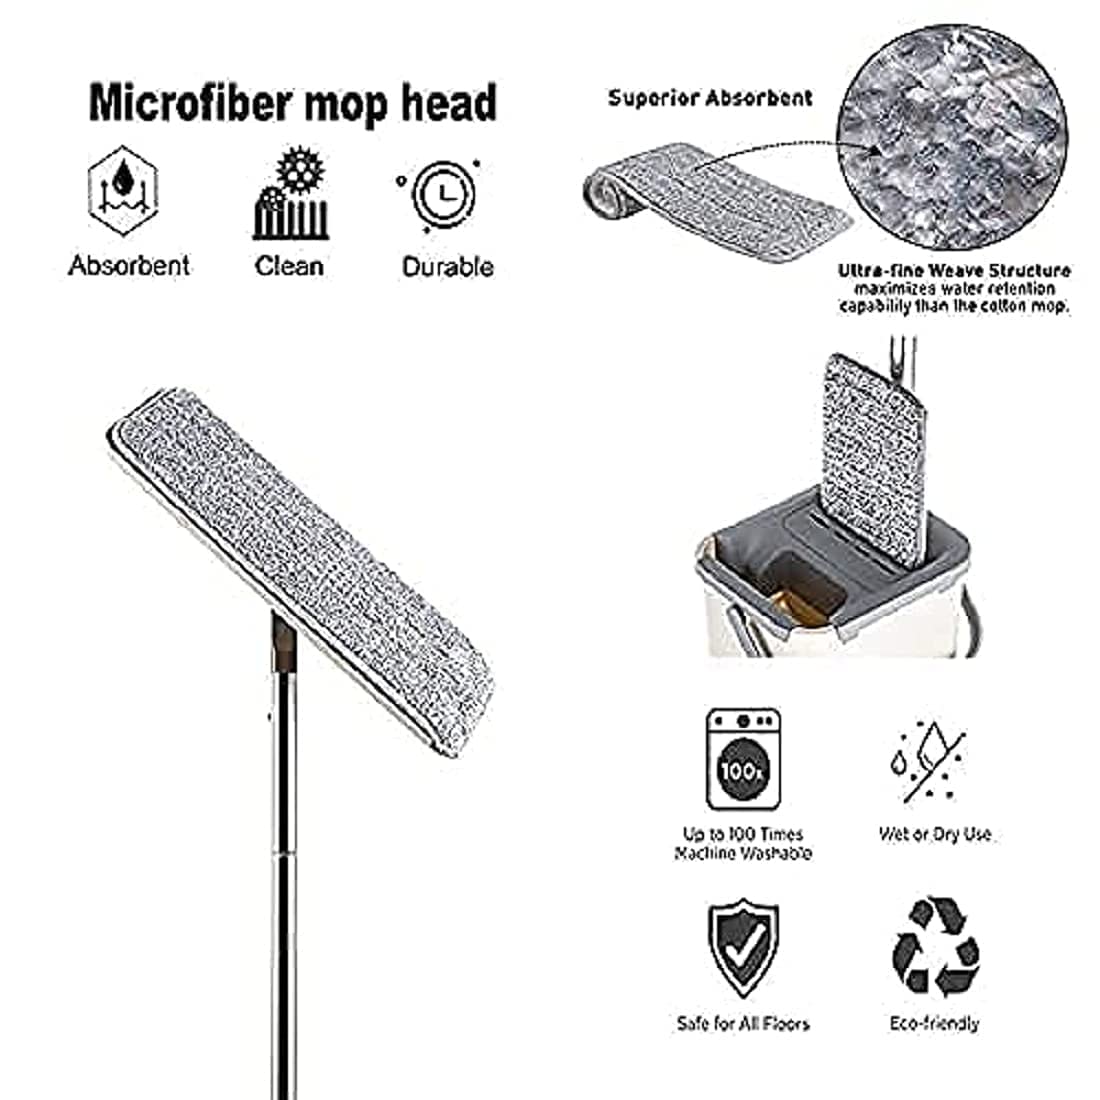 Microfiber mop head
Absorbent
Clean
Durable
Superior Absorbent
Ultra-fine Weave Structure
maximizes water retention
capability than the cotton mop.
100x
Up to 100 Times
Machine Washable
Wet or Dry Use
Safe for All Floors
Eco-friendly